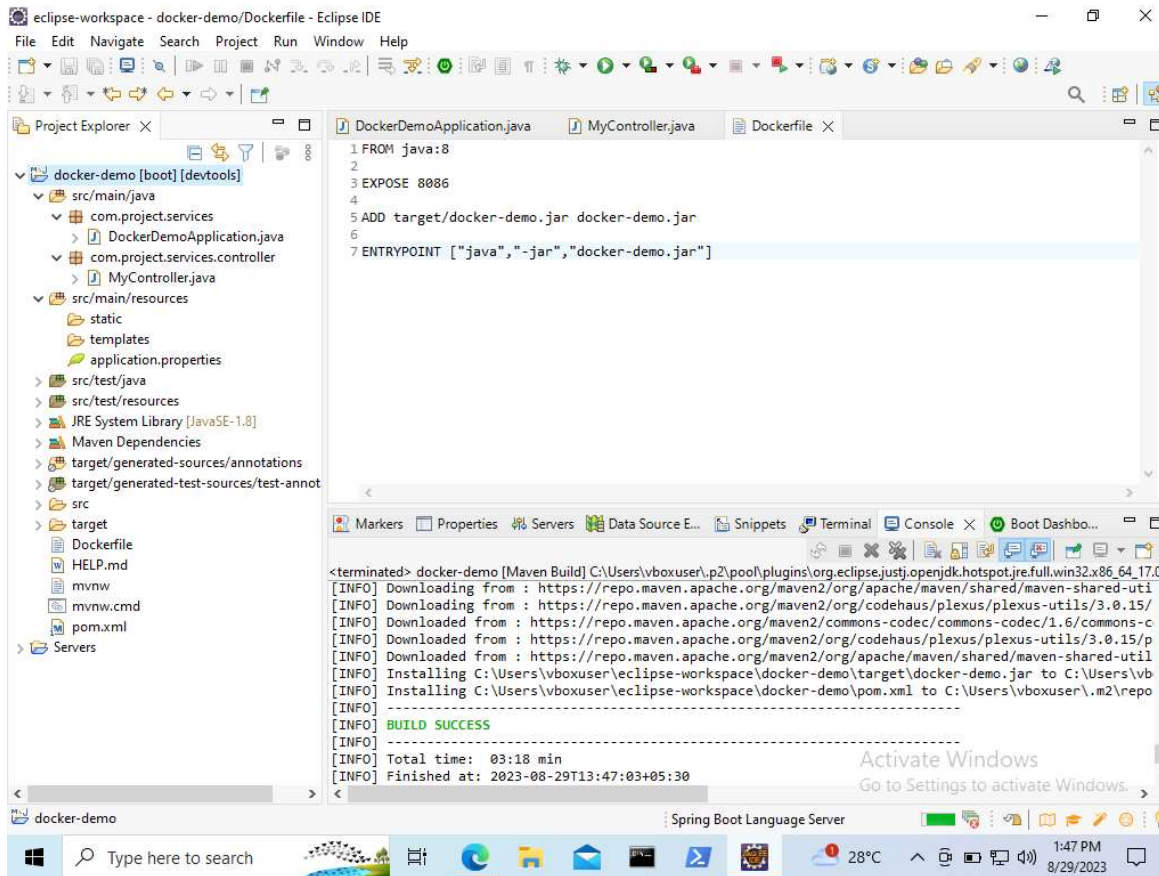 eclipse-workspace - docker-demo/Dockerfile - Eclipse IDE
File Edit Navigate Search Project Run Window Help
Project Explorer
docker-demo [boot] [devtools]
src/main/java
com.project.services
DockerDemoApplication.java
com.project.services.controller
MyController.java
src/main/resources
static
templates
application.properties
src/test/java
src/test/resources
JRE System Library [JavaSE-1.8]
Maven Dependencies
target/generated-sources/annotations
target/generated-test-sources/test-annot
src
target
Dockerfile
HELP.md
mvnw
mvnw.cmd
pom.xml
Servers
DockerDemoApplication.java MyController.java Dockerfile
1 FROM java:8
2
3 EXPOSE 8086
4
5 ADD target/docker-demo.jar docker-demo.jar
6
7 ENTRYPOINT ["java","-jar","docker-demo.jar"]
Markers Properties Servers Data Source E... Snippets Terminal Console Boot Dashbo...
<terminated> docker-demo [Maven Build] C:\Users\vboxuser\.p2\pool\plugins\org.eclipse.justj.openjdk.hotspot.jre.full.win32.x86_64_17.0
[INFO] Downloading from : https://repo.maven.apache.org/maven2/org/apache/maven/shared/maven-shared-uti
[INFO] Downloading from : https://repo.maven.apache.org/maven2/org/codehaus/plexus/plexus-utils/3.0.15/
[INFO] Downloaded from : https://repo.maven.apache.org/maven2/commons-codec/commons-codec/1.6/commons-c
[INFO] Downloaded from : https://repo.maven.apache.org/maven2/org/codehaus/plexus/plexus-utils/3.0.15/p
[INFO] Downloaded from : https://repo.maven.apache.org/maven2/org/apache/maven/shared/maven-shared-util
[INFO] Installing C:\Users\vboxuser\eclipse-workspace\docker-demo\target\docker-demo.jar to C:\Users\vb
[INFO] Installing C:\Users\vboxuser\eclipse-workspace\docker-demo\pom.xml to C:\Users\vboxuser\.m2\repo
[INFO] ------------------------------------------------------------------------
[INFO] BUILD SUCCESS
[INFO] ------------------------------------------------------------------------
[INFO] Total time: 03:18 min
[INFO] Finished at: 2023-08-29T13:47:03+05:30
Activate Windows
Go to Settings to activate Windows.
docker-demo
Spring Boot Language Server
Type here to search
28°C
1:47 PM
8/29/2023